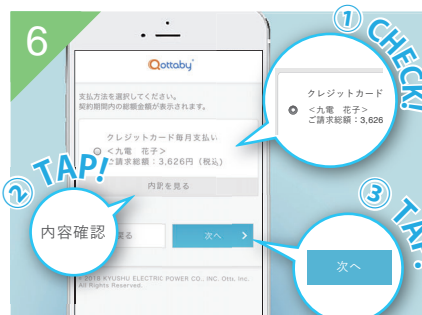 6
Qottaby
支払方法を選択してください。
契約期間内の総額金額が表示されます。
クレジットカード毎月支払い
<九電 花子>
ご請求総額：3,626円（税込）
内訳を見る
戻る
次へ
© 2018 KYUSHU ELECTRIC POWER CO., INC. Otta, Inc.
All Rights Reserved.
① CHECK!
クレジットカード
<九電 花子>
ご請求総額：3,626
② TAP!
内容確認
③ TAP!
次へ